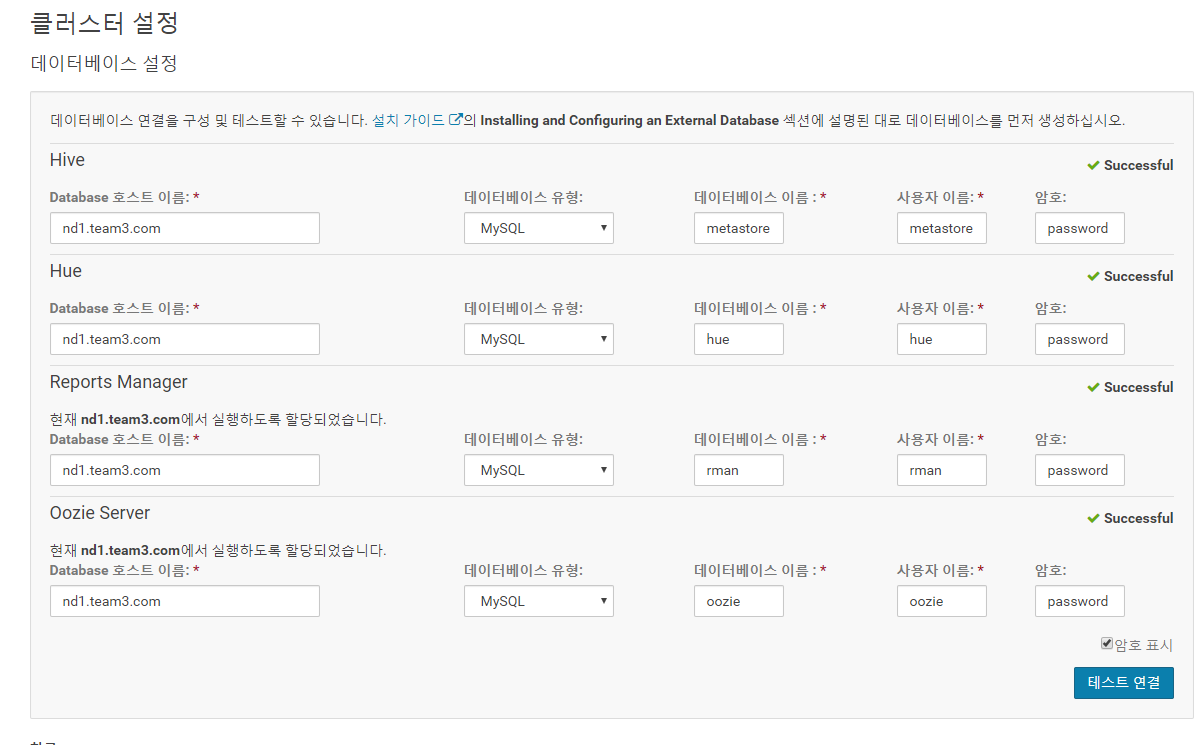 클러스터 설정
데이터베이스 설정
데이터베이스 연결을 구성 및 테스트할 수 있습니다. 설치 가이드의 Installing and Configuring an External Database 섹션에 설명된 대로 데이터베이스를 먼저 생성하십시오.
Hive
Successful
Database 호스트 이름: * 데이터베이스 유형: 데이터베이스 이름 : * 사용자 이름: * 암호:
nd1.team3.com MySQL metastore metastore password
Hue
Successful
Database 호스트 이름: * 데이터베이스 유형: 데이터베이스 이름 : * 사용자 이름: * 암호:
nd1.team3.com MySQL hue hue password
Reports Manager
Successful
현재 nd1.team3.com에서 실행하도록 할당되었습니다.
Database 호스트 이름: * 데이터베이스 유형: 데이터베이스 이름 : * 사용자 이름: * 암호:
nd1.team3.com MySQL rman rman password
Oozie Server
Successful
현재 nd1.team3.com에서 실행하도록 할당되었습니다.
Database 호스트 이름: * 데이터베이스 유형: 데이터베이스 이름 : * 사용자 이름: * 암호:
nd1.team3.com MySQL oozie oozie password
암호 표시
테스트 연결